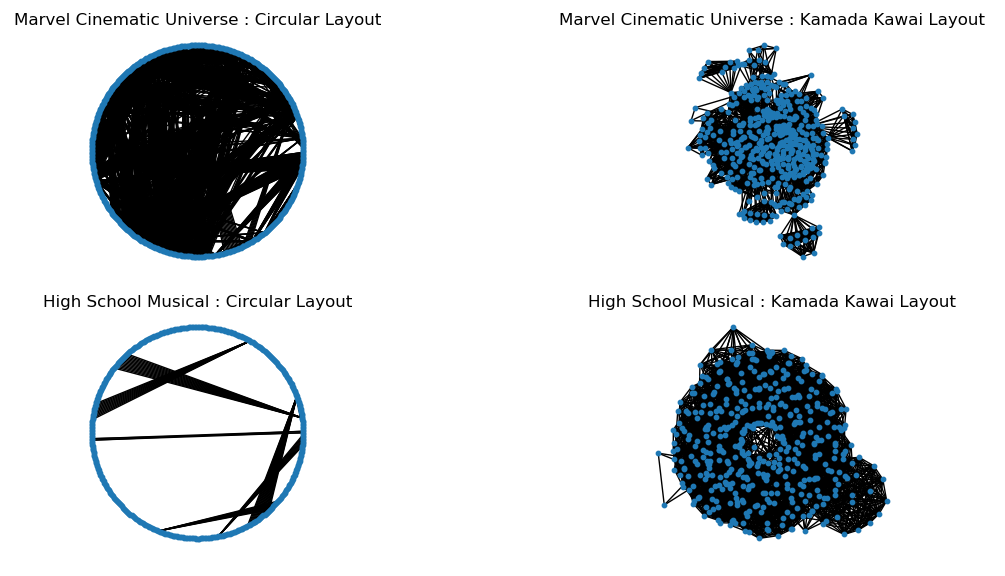 Marvel Cinematic Universe : Circular Layout
Marvel Cinematic Universe : Kamada Kawai Layout
High School Musical : Circular Layout
High School Musical : Kamada Kawai Layout